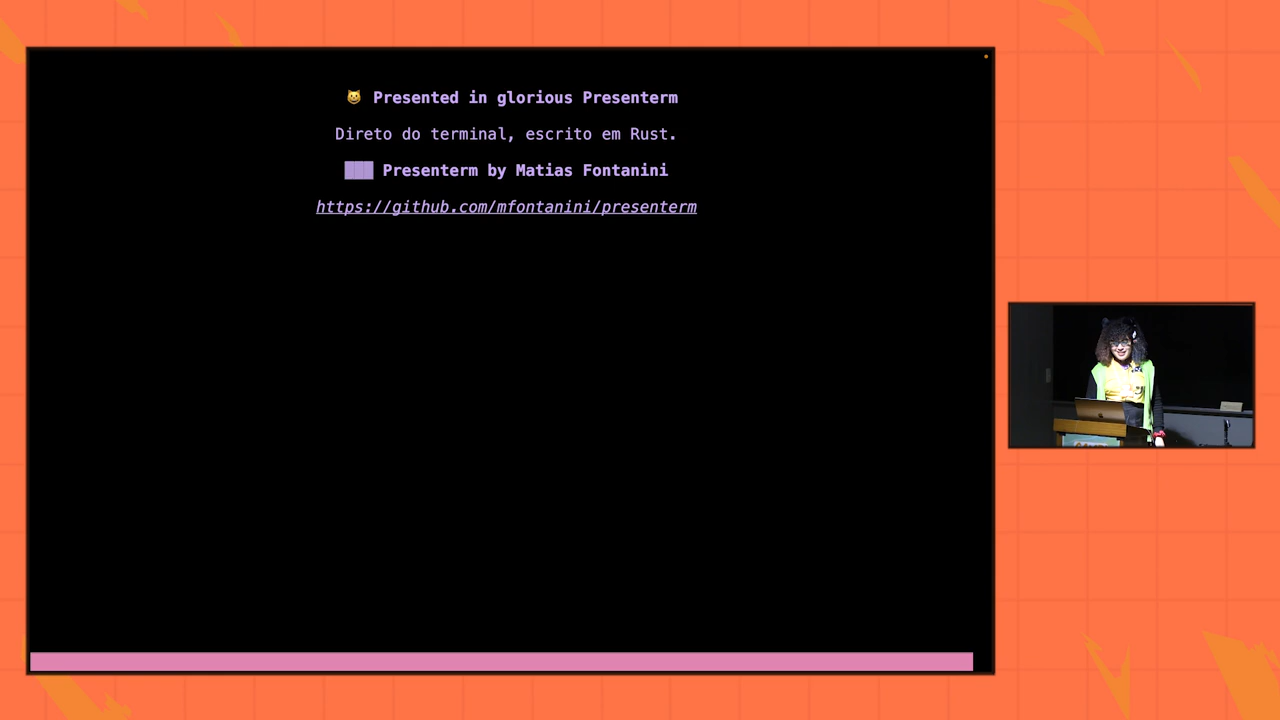 😺 Presented in glorious Presenterm
Direto do terminal, escrito em Rust.
███ Presenterm by Matias Fontanini
https://github.com/mfontanini/presenterm